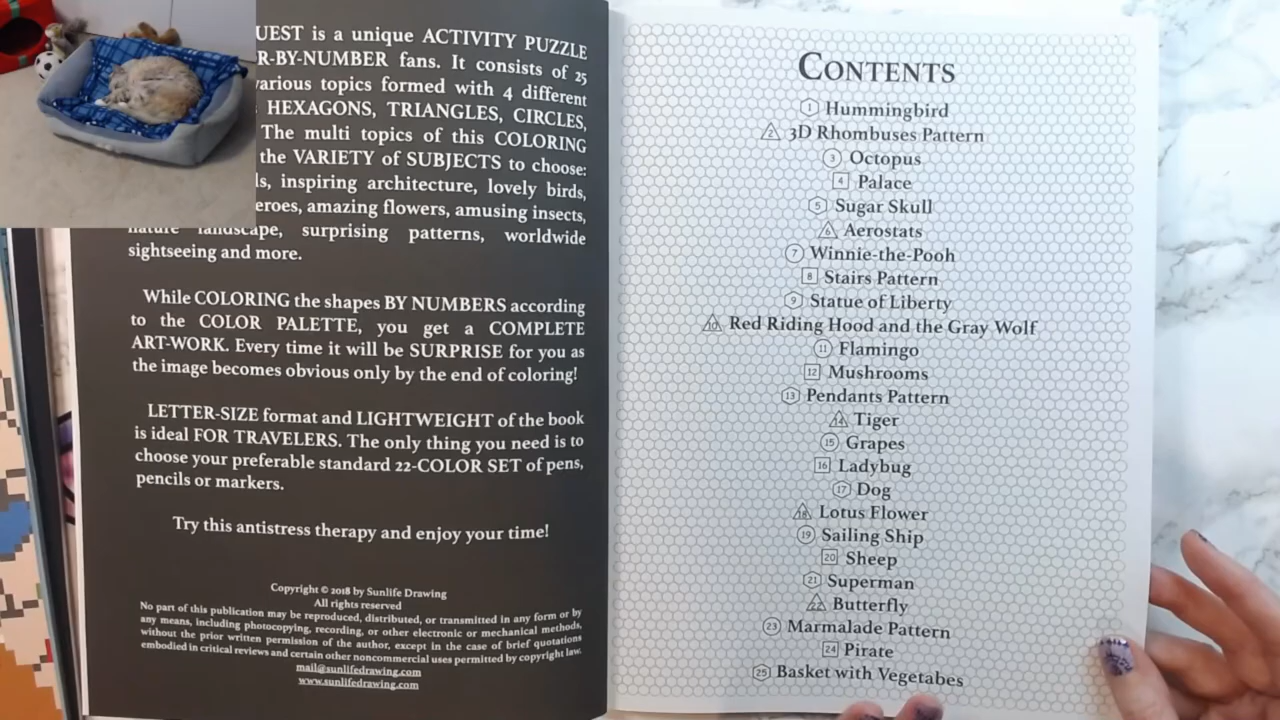 UEST is a unique ACTIVITY PUZZLE
R-BY-NUMBER fans. It consists of 25
various topics formed with 4 different
HEXAGONS, TRIANGLES, CIRCLES,
The multi topics of this COLORING
the VARIETY of SUBJECTS to choose:
ls, inspiring architecture, lovely birds,
eroes, amazing flowers, amusing insects,
nature landscape, surprising patterns, worldwide
sightseeing and more.
While COLORING the shapes BY NUMBERS according
to the COLOR PALETTE, you get a COMPLETE
ART-WORK. Every time it will be SURPRISE for you as
the image becomes obvious only by the end of coloring!
LETTER-SIZE format and LIGHTWEIGHT of the book
is ideal FOR TRAVELERS. The only thing you need is to
choose your preferable standard 22-COLOR SET of pens,
pencils or markers.
Try this antistress therapy and enjoy your time!
Copyright © 2018 by Sunlife Drawing
All rights reserved
No part of this publication may be reproduced, distributed, or transmitted in any form or by
any means, including photocopying, recording, or other electronic or mechanical methods,
without the prior written permission of the author, except in the case of brief quotations
embodied in critical reviews and certain other noncommercial uses permitted by copyright law.
mail@sunlifedrawing.com
www.sunlifedrawing.com
CONTENTS
1 Hummingbird
2 3D Rhombuses Pattern
3 Octopus
4 Palace
5 Sugar Skull
6 Aerostats
7 Winnie-the-Pooh
8 Stairs Pattern
9 Statue of Liberty
10 Red Riding Hood and the Gray Wolf
11 Flamingo
12 Mushrooms
13 Pendants Pattern
14 Tiger
15 Grapes
16 Ladybug
17 Dog
18 Lotus Flower
19 Sailing Ship
20 Sheep
21 Superman
22 Butterfly
23 Marmalade Pattern
24 Pirate
25 Basket with Vegetabes